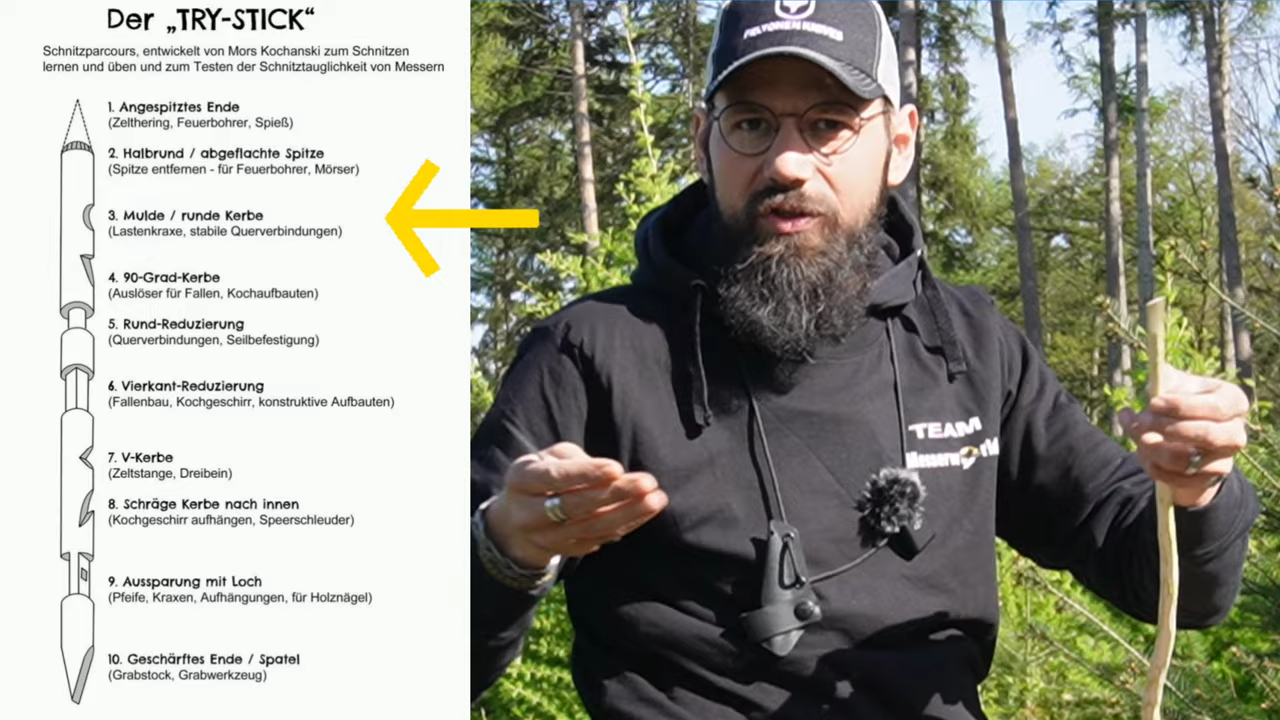 Der „TRY-STICK“
Schnitzparcours, entwickelt von Mors Kochanski zum Schnitzen
lernen und üben und zum Testen der Schnitztauglichkeit von Messern
1. Angespitztes Ende
(Zelthering, Feuerbohrer, Spieß)
2. Halbrund / abgeflachte Spitze
(Spitze entfernen - für Feuerbohrer, Mörser)
3. Mulde / runde Kerbe
(Lastenkraxe, stabile Querverbindungen)
4. 90-Grad-Kerbe
(Auslöser für Fallen, Kochaufbauten)
5. Rund-Reduzierung
(Querverbindungen, Seilbefestigung)
6. Vierkant-Reduzierung
(Fallenbau, Kochgeschirr, konstruktive Aufbauten)
7. V-Kerbe
(Zeltstange, Dreibein)
8. Schräge Kerbe nach innen
(Kochgeschirr aufhängen, Speerschleuder)
9. Aussparung mit Loch
(Pfeife, Kraxen, Aufhängungen, für Holznägel)
10. Geschärftes Ende / Spatel
(Grabstock, Grabwerkzeug)
KNIVES
TEAM